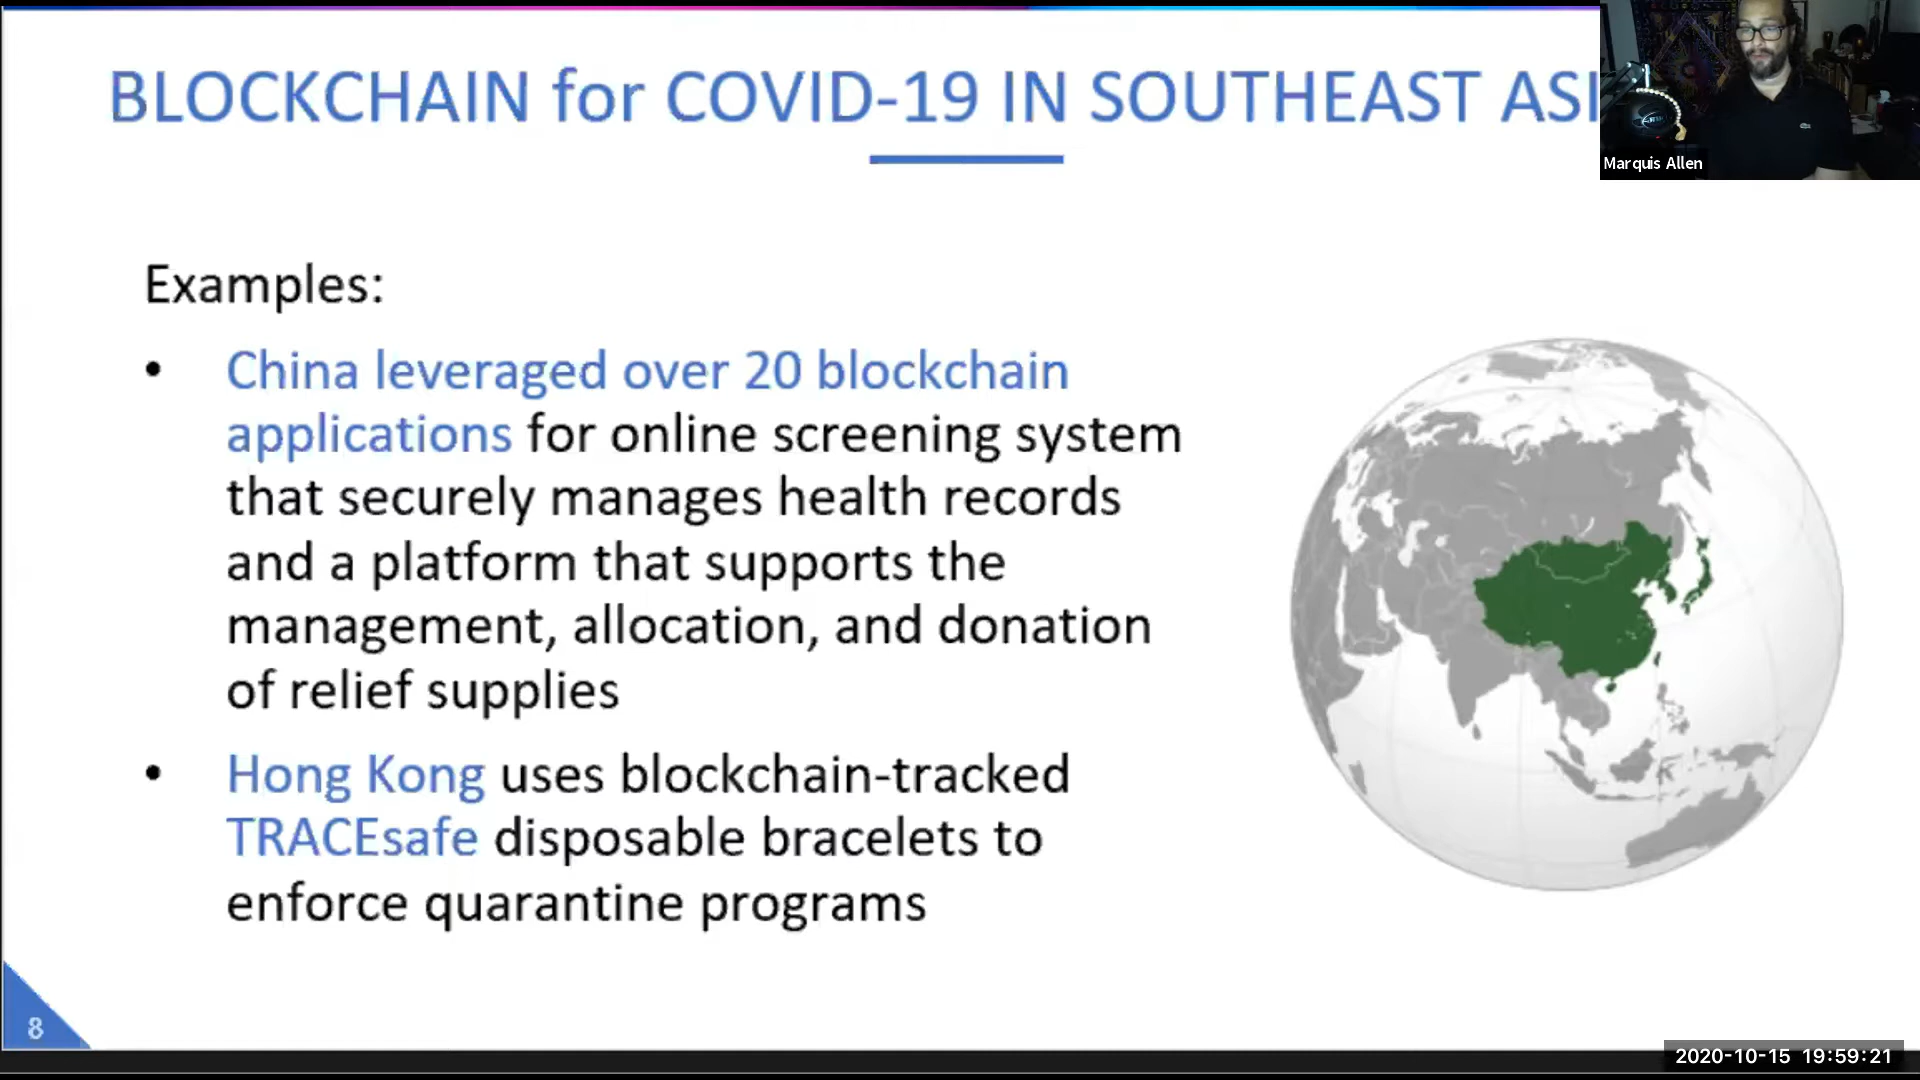 BLOCKCHAIN for COVID-19 IN SOUTHEAST ASI
Marquis Allen
Examples:
• China leveraged over 20 blockchain
applications for online screening system
that securely manages health records
and a platform that supports the
management, allocation, and donation
of relief supplies
• Hong Kong uses blockchain-tracked
TRACEsafe disposable bracelets to
enforce quarantine programs
8
2020-10-15 19:59:21